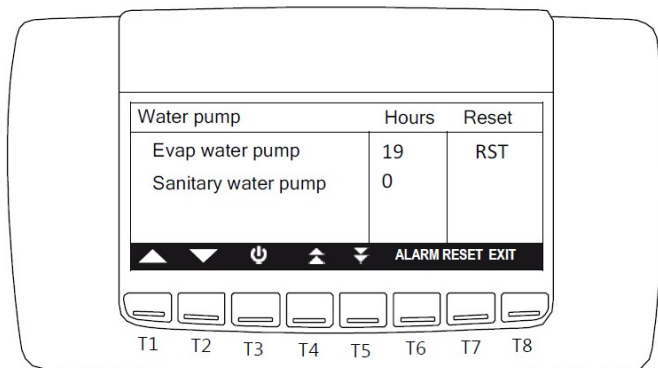 Water pump Hours Reset
Evap water pump 19 RST
Sanitary water pump 0
ALARM RESET EXIT
T1 T2 T3 T4 T5 T6 T7 T8